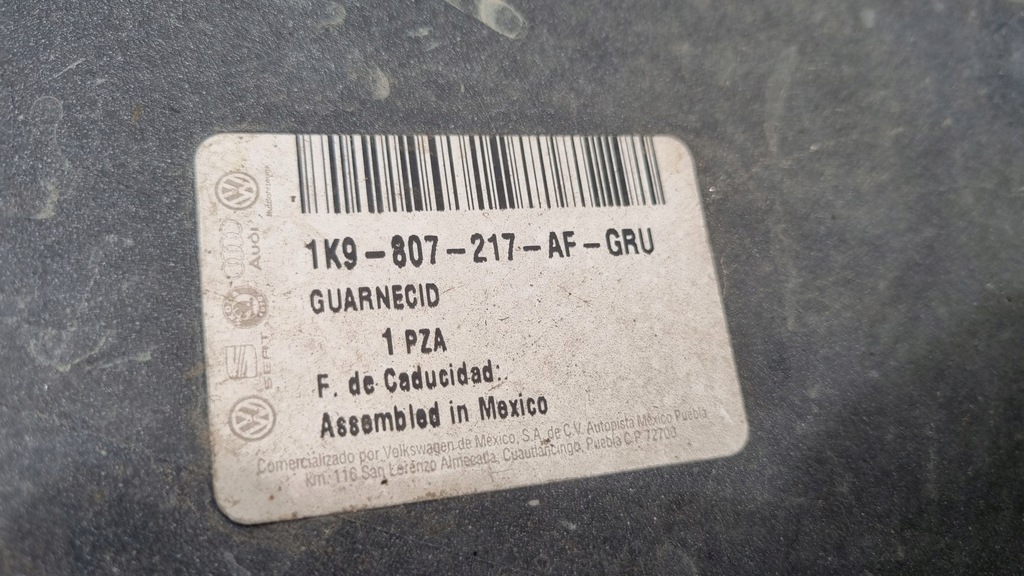 1K9-807-217-AF-GRU
GUARNECID
1 PZA
F. de Caducidad:
Assembled in Mexico
Comercializado por Volkswagen de Mexico, S.A. de C.V. Autopista México Puebla
km. 116 San Lorenzo Almecatla, Cuautlancingo, Puebla C.P 72700
Audi
SEAT